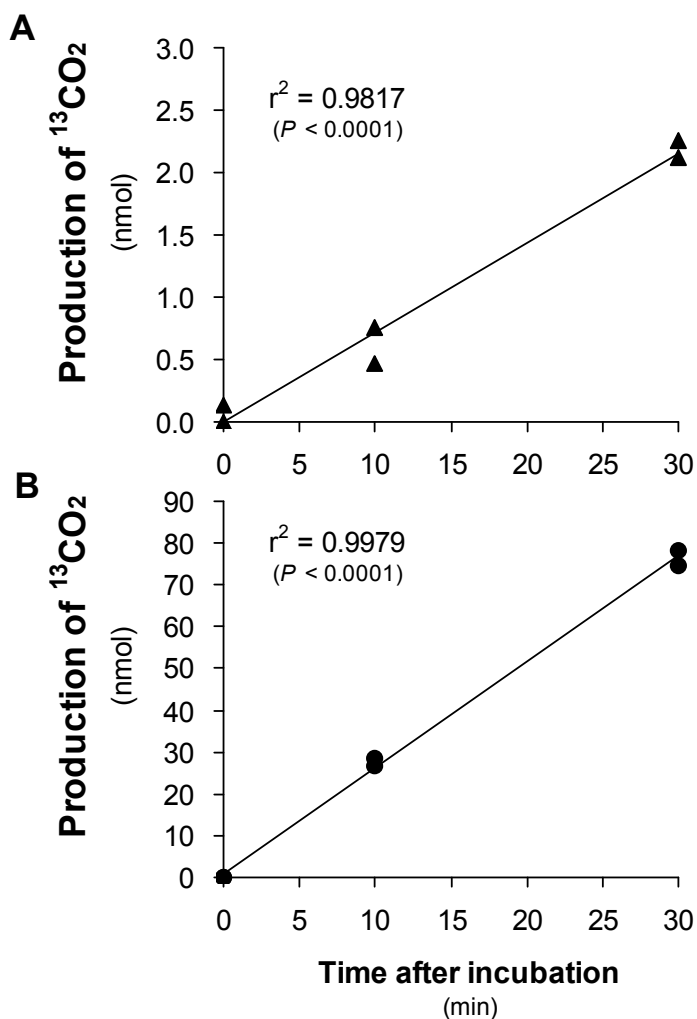 A
Production of ¹³CO₂
(nmol)
3.0
2.5
2.0
1.5
1.0
0.5
0.0
r² = 0.9817
(P < 0.0001)
0 5 10 15 20 25 30
B
Production of ¹³CO₂
(nmol)
90
80
70
60
50
40
30
20
10
0
r² = 0.9979
(P < 0.0001)
0 5 10 15 20 25 30
Time after incubation
(min)